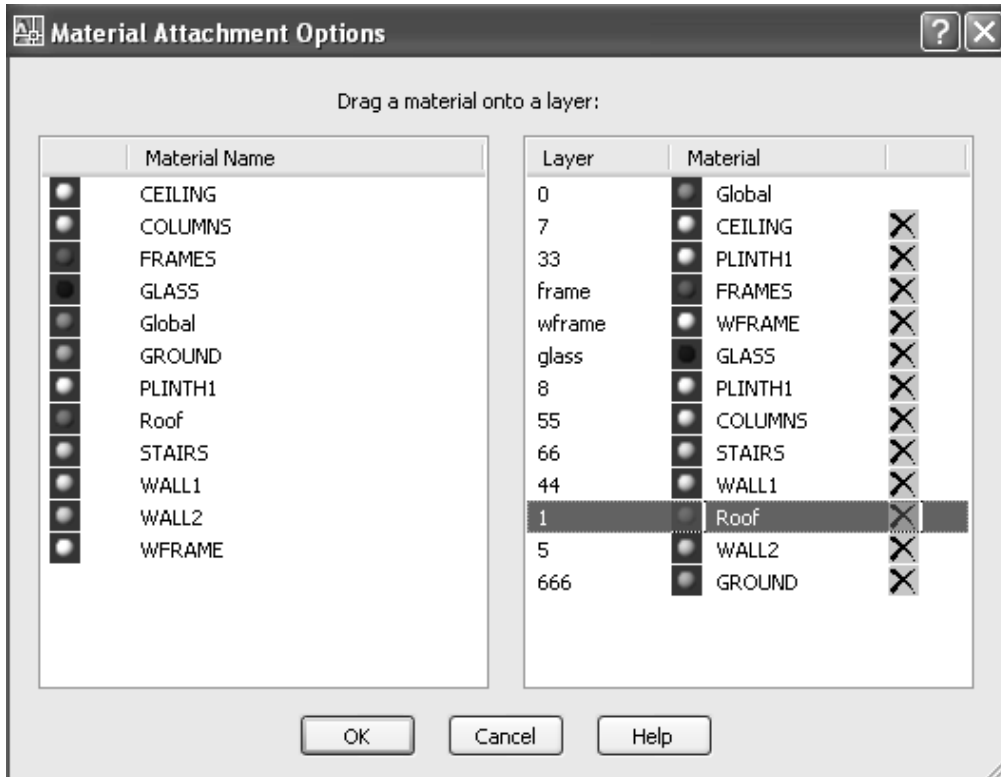 Material Attachment Options
Drag a material onto a layer:
Material Name
CEILING
COLUMNS
FRAMES
GLASS
Global
GROUND
PLINTH1
Roof
STAIRS
WALL1
WALL2
WFRAME
Layer Material
0 Global
7 CEILING
33 PLINTH1
frame FRAMES
wframe WFRAME
glass GLASS
8 PLINTH1
55 COLUMNS
66 STAIRS
44 WALL1
1 Roof
5 WALL2
666 GROUND
OK Cancel Help